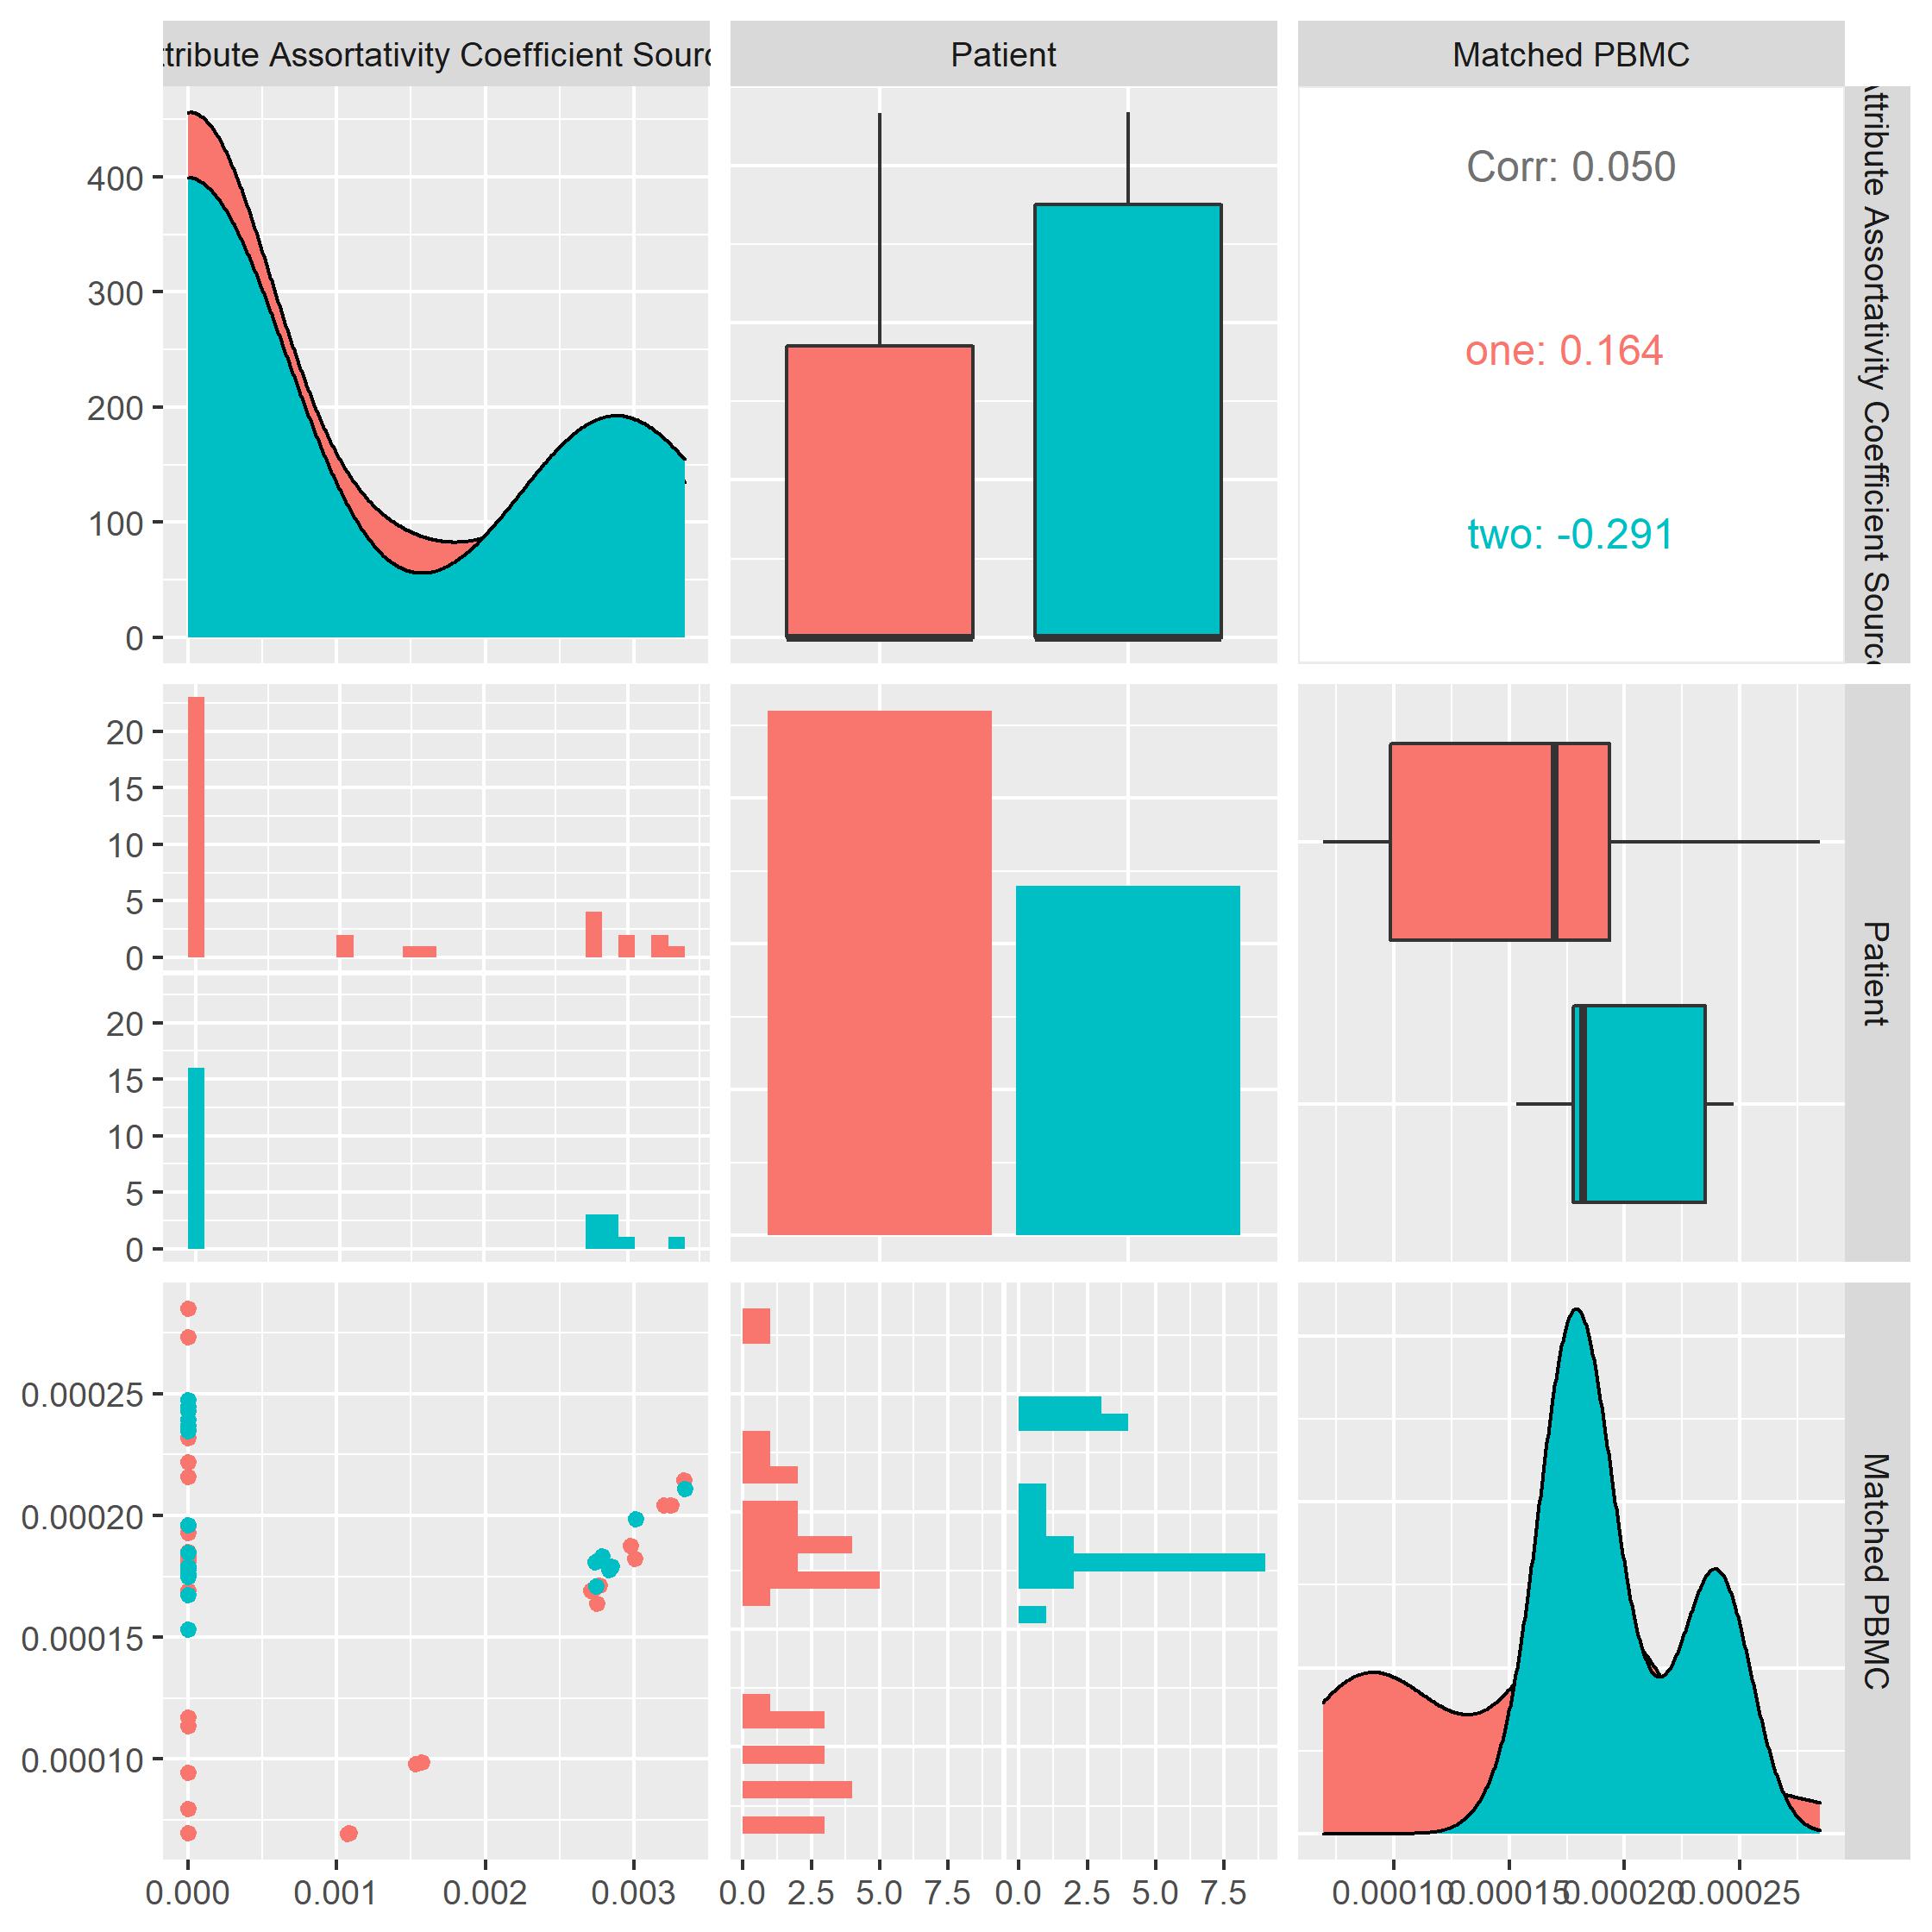 ttribute Assortativity Coefficient Sourc
Patient
Matched PBMC
400
300
200
100
0
Corr: 0.050
one: 0.164
two: -0.291
Attribute Assortativity Coefficient Sourc
20
15
10
5
0
20
15
10
5
0
Patient
0.00025
0.00020
0.00015
0.00010
Matched PBMC
0.000 0.001 0.002 0.003
0.0 2.5 5.0 7.5 0.0 2.5 5.0 7.5
0.00010 0.00015 0.00020 0.00025